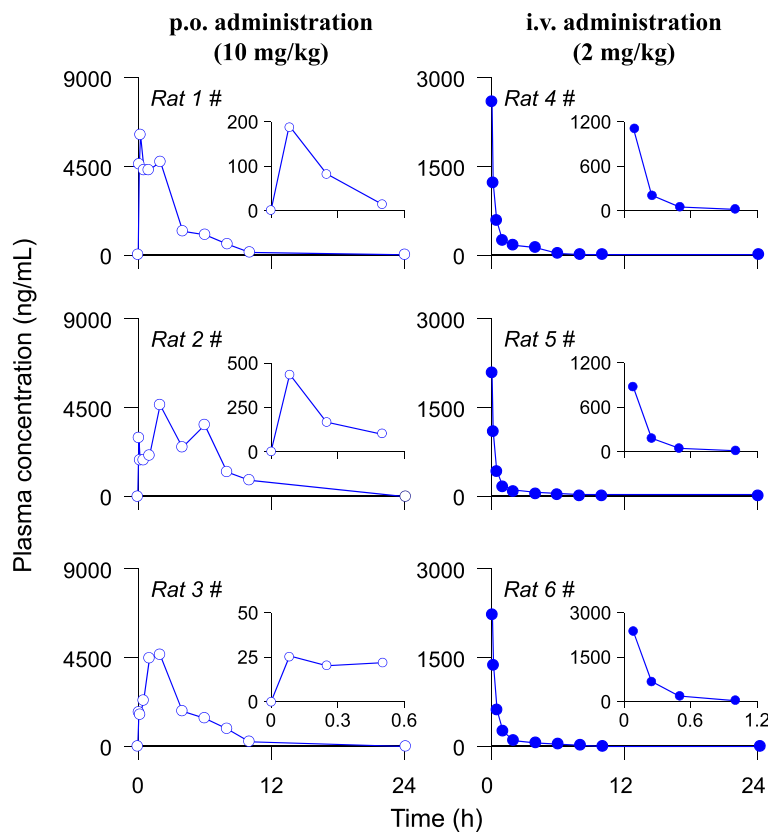 p.o. administration
(10 mg/kg)
i.v. administration
(2 mg/kg)
Plasma concentration (ng/mL)
9000
4500
0
Rat 1 #
200
100
0
3000
1500
0
Rat 4 #
1200
600
0
9000
4500
0
Rat 2 #
500
250
0
3000
1500
0
Rat 5 #
1200
600
0
9000
4500
0
Rat 3 #
50
25
0
0 0.3 0.6
3000
1500
0
Rat 6 #
3000
1500
0
0 0.6 1.2
0 12 24
0 12 24
Time (h)